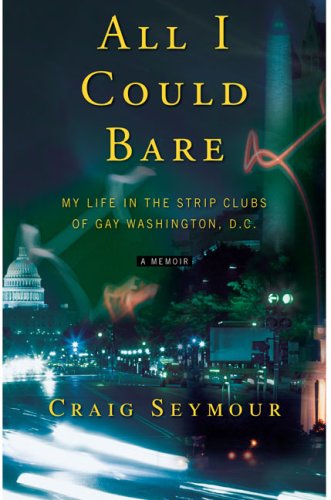 ALL I
COULD
BARE
MY LIFE IN THE STRIP CLUBS
OF GAY WASHINGTON, D.C.
A MEMOIR
CRAIG SEYMOUR